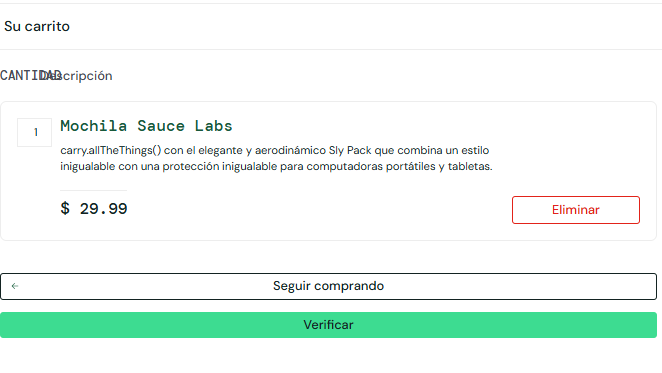 Su carrito
CANTIDAD Descripción
1
Mochila Sauce Labs
carry.allTheThings() con el elegante y aerodinámico Sly Pack que combina un estilo
inigualable con una protección inigualable para computadoras portátiles y tabletas.
$ 29.99
Eliminar
← Seguir comprando
Verificar